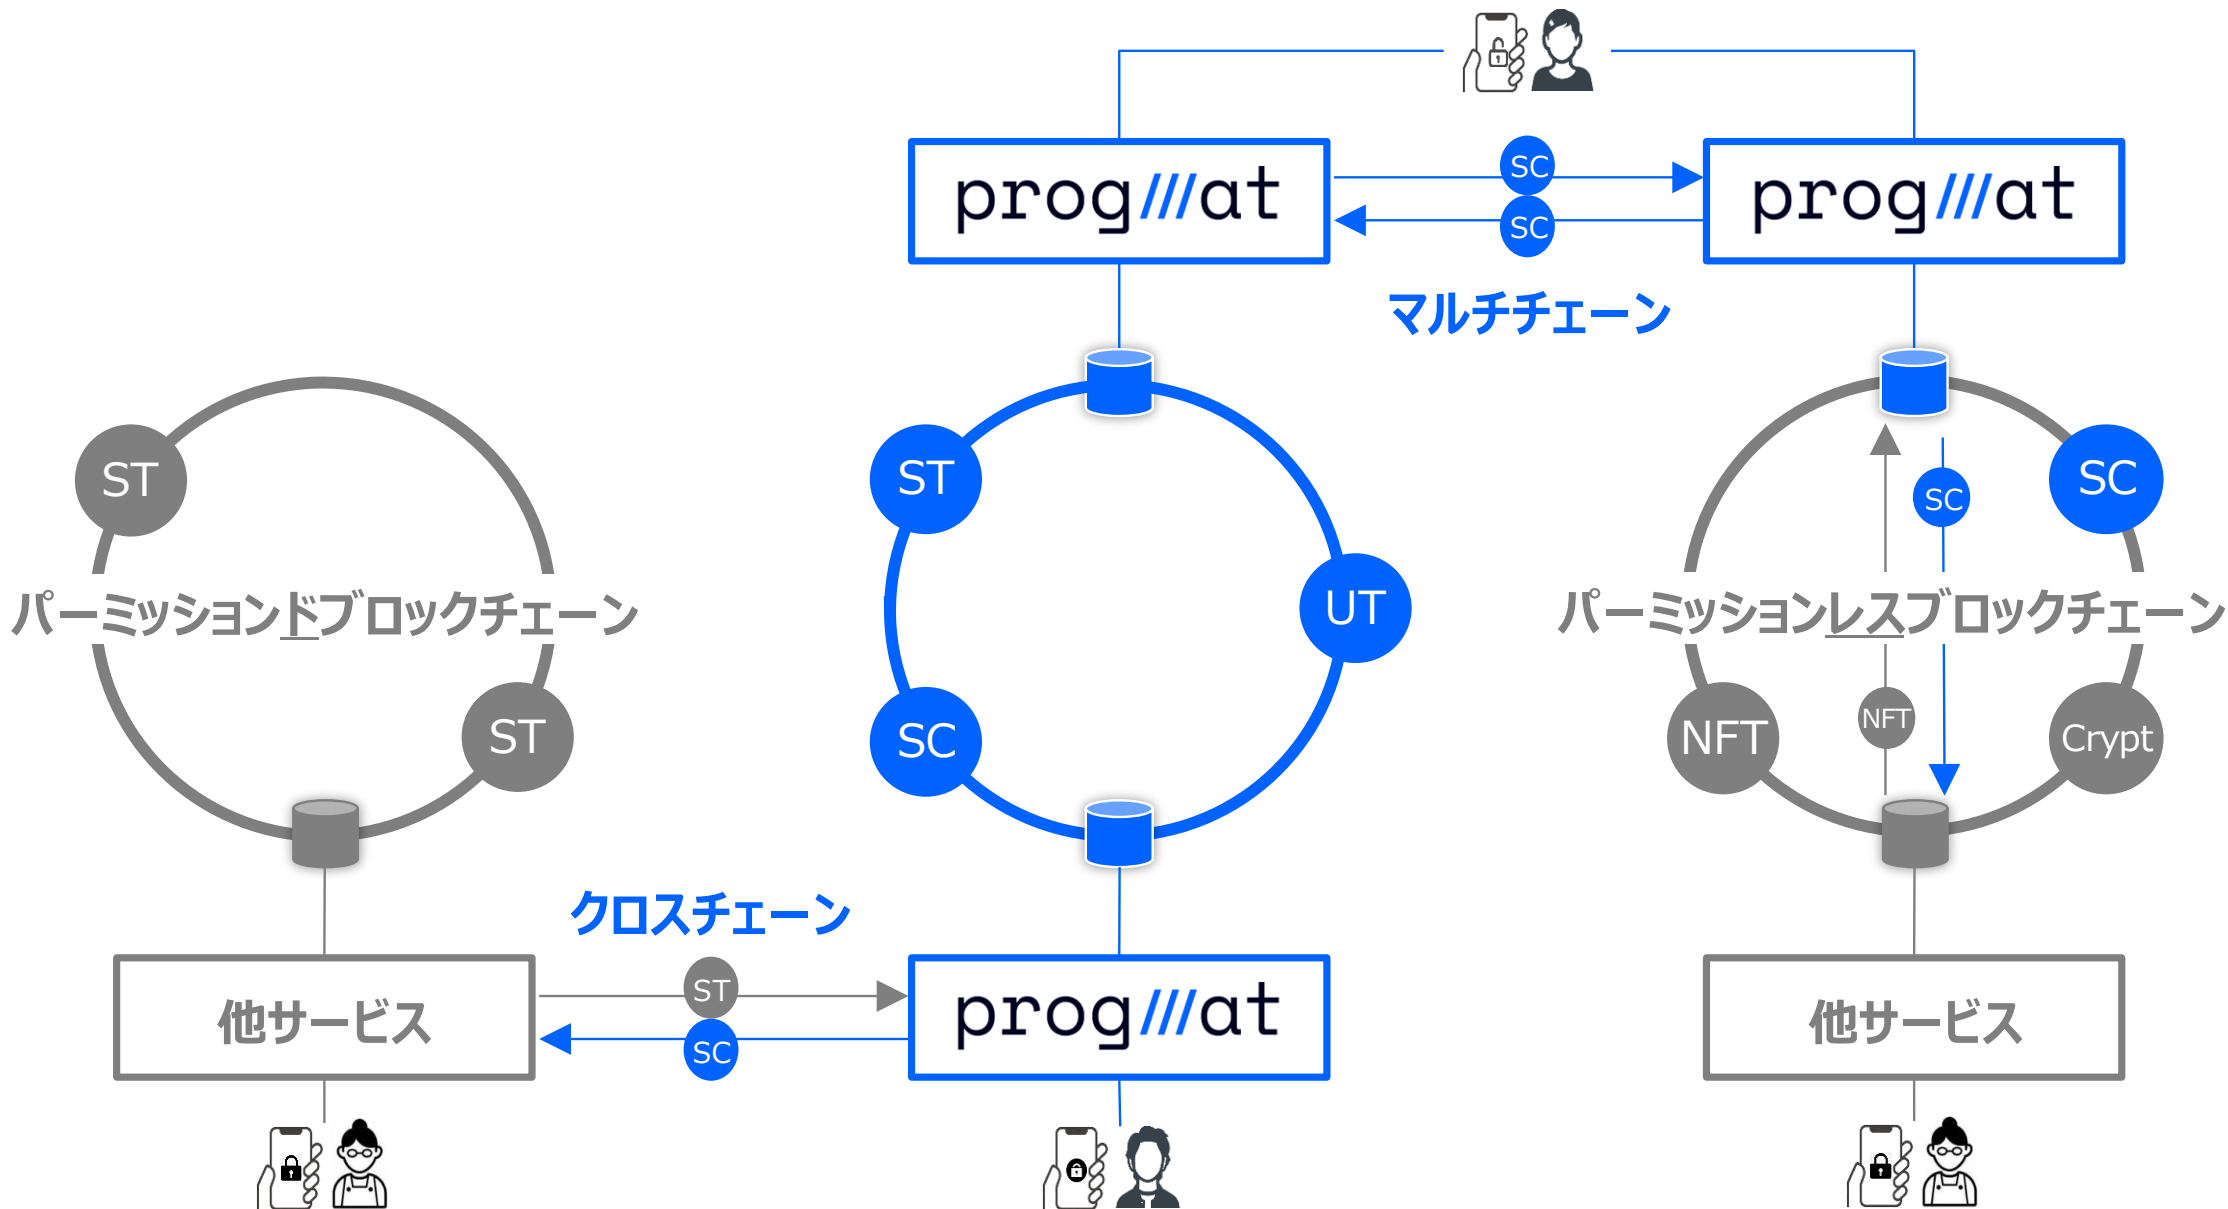 prog///at
SC
SC
prog///at
マルチチェーン
ST
ST
SC
SC
パーミッションドブロックチェーン
UT
パーミッションレスブロックチェーン
ST
SC
NFT
NFT
Crypt
クロスチェーン
他サービス
ST
SC
prog///at
他サービス